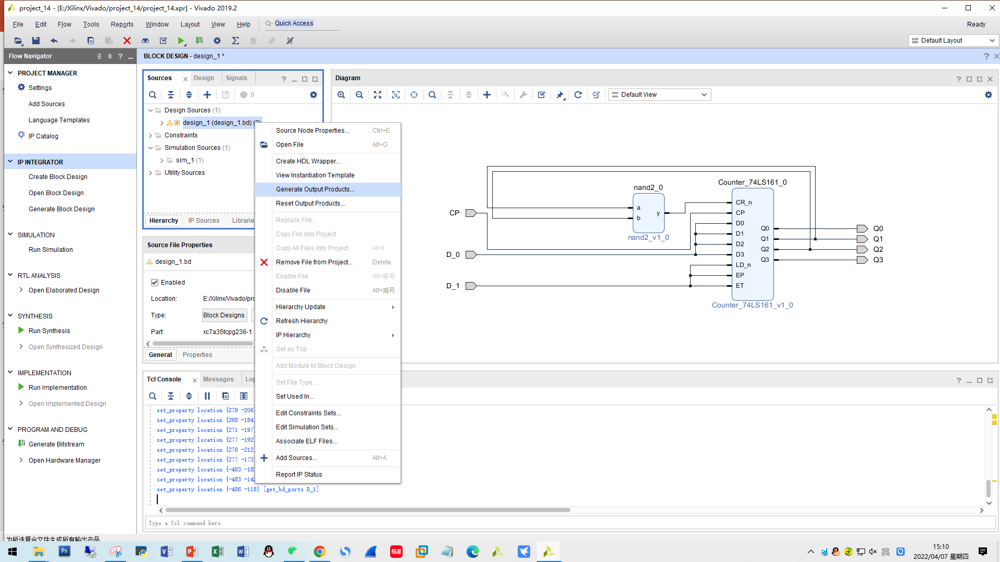 project_14 - [E:/Xilinx/Vivado/project_14/project_14.xpr] - Vivado 2019.2
File Edit Flow Tools Reports Window Layout View Help Quick Access Ready
Default Layout
Flow Navigator
BLOCK DESIGN - design_1 *
PROJECT MANAGER
Settings
Add Sources
Language Templates
IP Catalog
IP INTEGRATOR
Create Block Design
Open Block Design
Generate Block Design
SIMULATION
Run Simulation
RTL ANALYSIS
Open Elaborated Design
SYNTHESIS
Run Synthesis
Open Synthesized Design
IMPLEMENTATION
Run Implementation
Open Implemented Design
PROGRAM AND DEBUG
Generate Bitstream
Open Hardware Manager
Sources Design Signals
0
Design Sources (1)
design_1 (design_1.bd) (2)
Constraints
Simulation Sources (1)
sim_1 (1)
Utility Sources
Hierarchy IP Sources Librarie
Source File Properties
design_1.bd
Enabled
Location: E:/Xilinx/Vivado/pro
Type: Block Designs
Part: xc7a35tcpg236-1
General Properties
Source Node Properties... Ctrl+E
Open File Alt+O
Create HDL Wrapper...
View Instantiation Template
Generate Output Products...
Reset Output Products...
Replace File...
Copy File Into Project
Copy All Files Into Project Alt+I
Remove File from Project... Delete
Enable File Alt+等号
Disable File Alt+减号
Hierarchy Update
Refresh Hierarchy
IP Hierarchy
Set as Top
Add Module to Block Design
Set File Type...
Set Used In...
Edit Constraints Sets...
Edit Simulation Sets...
Associate ELF Files...
Add Sources... Alt+A
Report IP Status
Diagram
Default View
CP
D_0
D_1
nand2_0
a
b
y
nand2_v1_0
Counter_74LS161_0
CR_n
CP
D0
D1
D2
D3
LD_n
EP
ET
Q0
Q1
Q2
Q3
Counter_74LS161_v1_0
Q0
Q1
Q2
Q3
Tcl Console Messages Log
set_property location {279 -206}
set_property location {268 -184}
set_property location {271 -197}
set_property location {277 -192}
set_property location {278 -212}
set_property location {277 -173}
set_property location {-483 -183
set_property location {-483 -142
set_property location {-486 -118} [get_bd_ports D_1]
Type a Tcl command here
为所选复合文件生成所有输出产品
英
15:10
2022/04/07 星期四